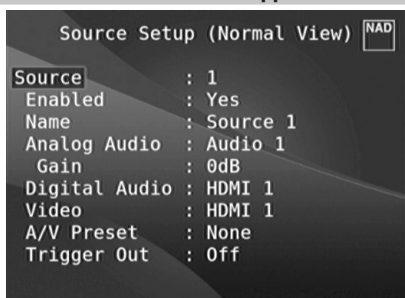 Source Setup (Normal View) NAD
Source : 1
Enabled : Yes
Name : Source 1
Analog Audio : Audio 1
Gain : 0dB
Digital Audio : HDMI 1
Video : HDMI 1
A/V Preset : None
Trigger Out : Off